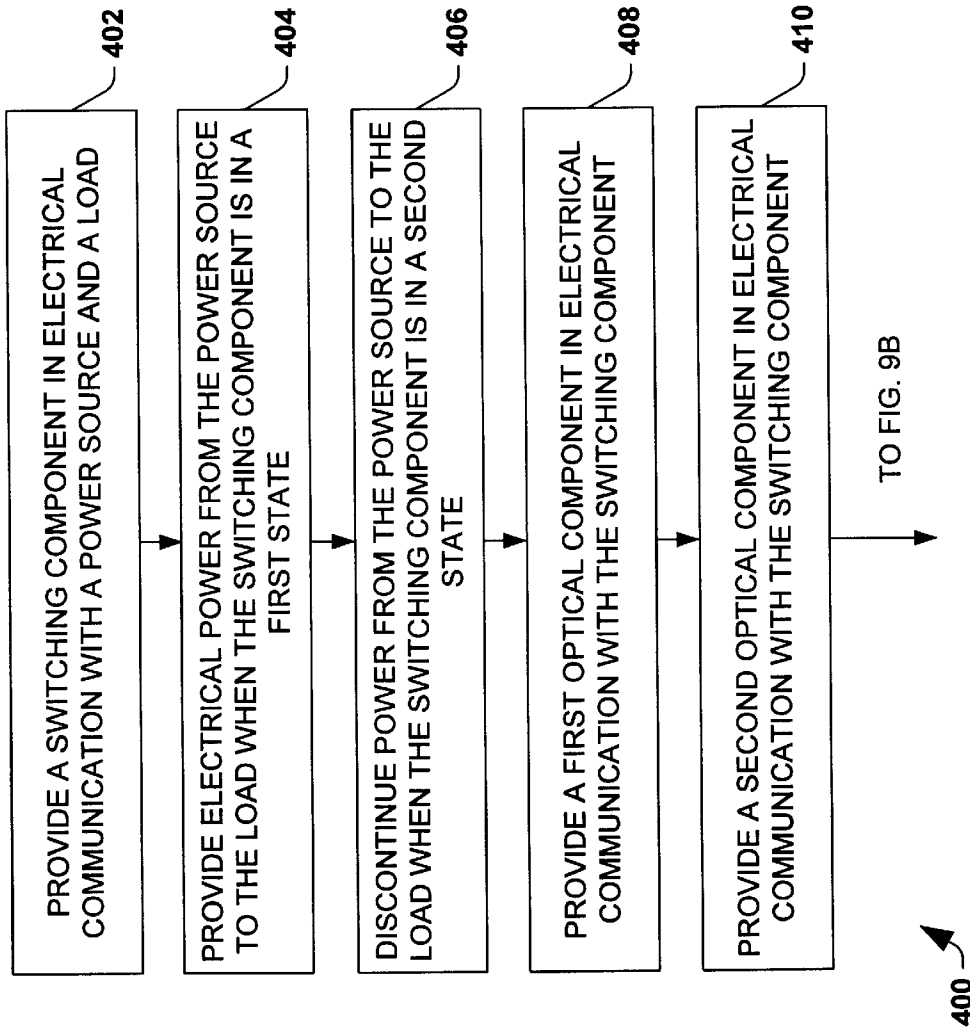 PROVIDE A SWITCHING COMPONENT IN ELECTRICAL
COMMUNICATION WITH A POWER SOURCE AND A LOAD
402
PROVIDE ELECTRICAL POWER FROM THE POWER SOURCE
TO THE LOAD WHEN THE SWITCHING COMPONENT IS IN A
FIRST STATE
404
DISCONTINUE POWER FROM THE POWER SOURCE TO THE
LOAD WHEN THE SWITCHING COMPONENT IS IN A SECOND
STATE
406
PROVIDE A FIRST OPTICAL COMPONENT IN ELECTRICAL
COMMUNICATION WITH THE SWITCHING COMPONENT
408
PROVIDE A SECOND OPTICAL COMPONENT IN ELECTRICAL
COMMUNICATION WITH THE SWITCHING COMPONENT
410
TO FIG. 9B
400